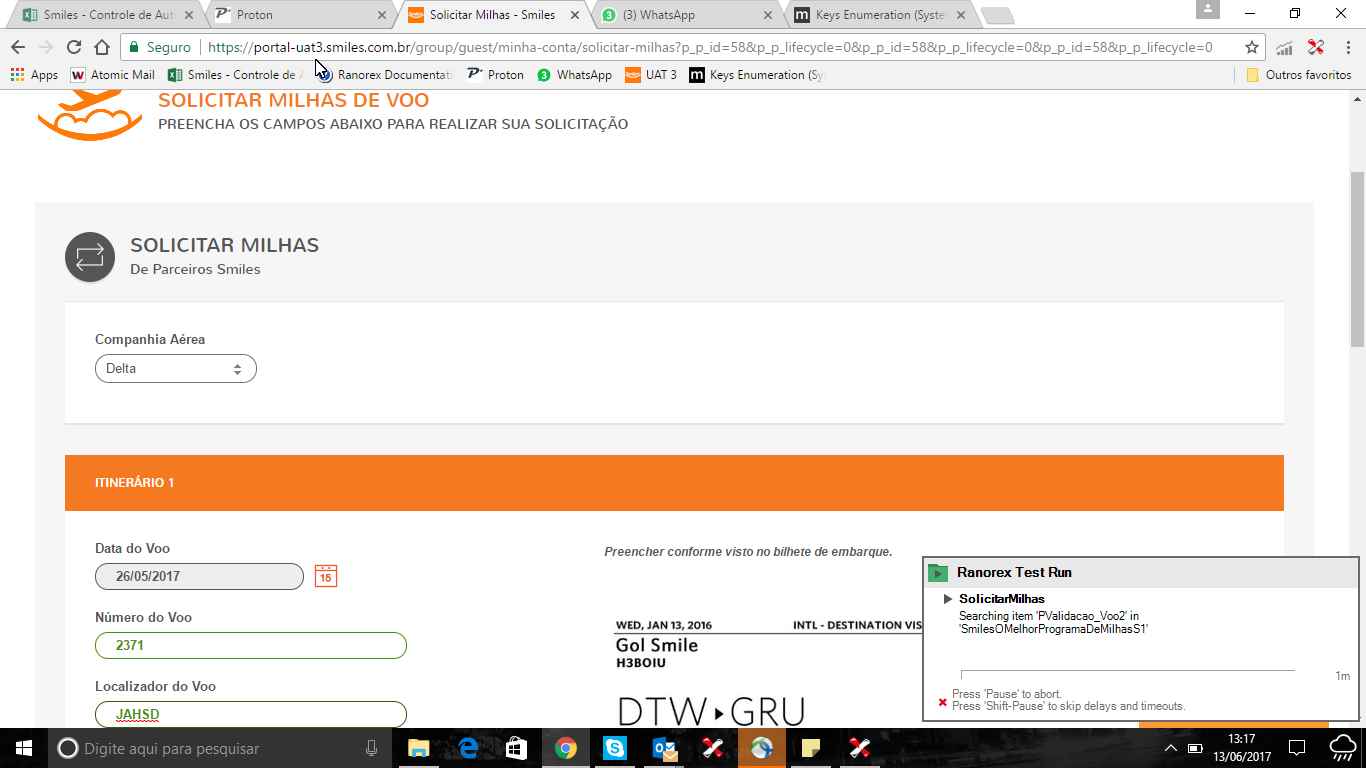 Smiles - Controle de Aut
Proton
Solicitar Milhas - Smiles
(3) WhatsApp
Keys Enumeration (Syste
Seguro
https://portal-uat3.smiles.com.br/group/guest/minha-conta/solicitar-milhas?p_p_id=58&p_p_lifecycle=0&p_p_id=58&p_p_lifecycle=0&p_p_id=58&p_p_lifecycle=0
Apps
Atomic Mail
Smiles - Controle de A
Ranorex Documentati
Proton
WhatsApp
UAT 3
Keys Enumeration (Sy
Outros favoritos
SOLICITAR MILHAS DE VOO
PREENCHA OS CAMPOS ABAIXO PARA REALIZAR SUA SOLICITAÇÃO
SOLICITAR MILHAS
De Parceiros Smiles
Companhia Aérea
Delta
ITINERÁRIO 1
Data do Voo
26/05/2017
15
Número do Voo
2371
Localizador do Voo
JAHSD
Preencher conforme visto no bilhete de embarque.
WED, JAN 13, 2016
INTL - DESTINATION VIS
Gol Smile
H3BOIU
DTW▸GRU
Ranorex Test Run
SolicitarMilhas
Searching item 'PValidacao_Voo2' in
'SmilesOMelhorProgramaDeMilhasS1'
1m
Press 'Pause' to abort.
Press 'Shift-Pause' to skip delays and timeouts.
Digite aqui para pesquisar
13:17
13/06/2017